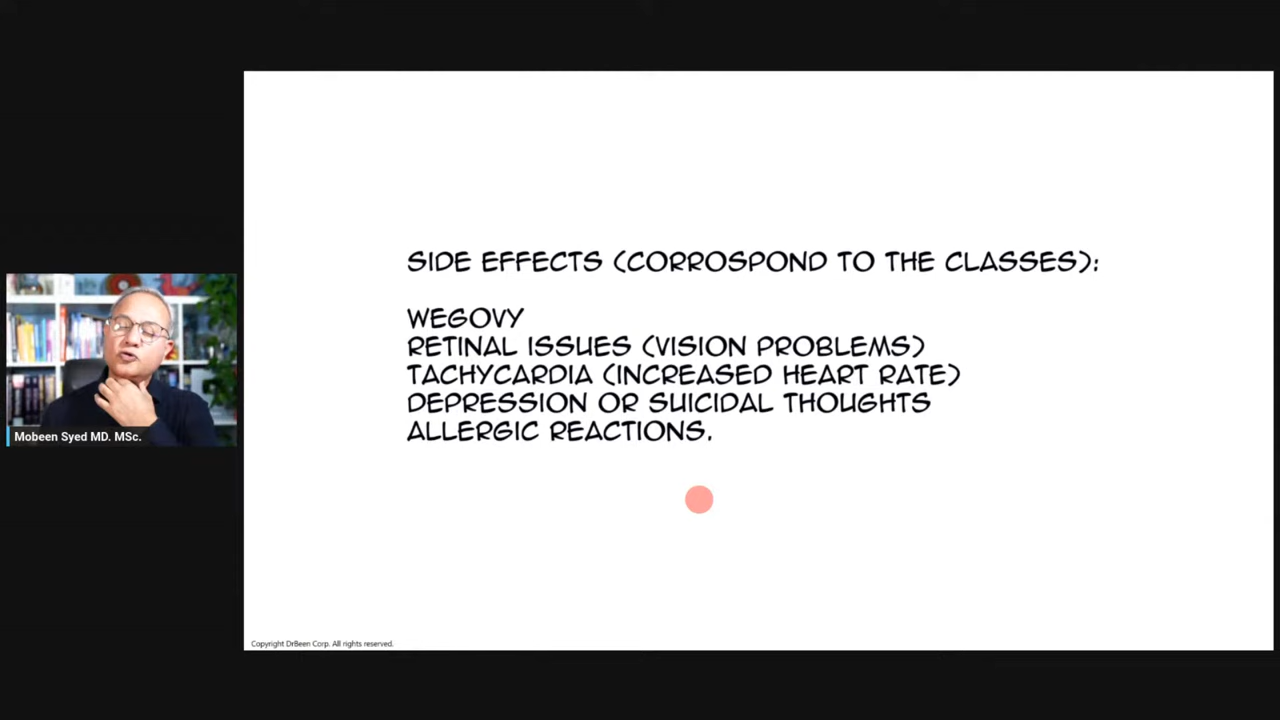 SIDE EFFECTS (CORROSPOND TO THE CLASSES):
WEGOVY
RETINAL ISSUES (VISION PROBLEMS)
TACHYCARDIA (INCREASED HEART RATE)
DEPRESSION OR SUICIDAL THOUGHTS
ALLERGIC REACTIONS.
Mobeen Syed MD. MSc.
Copyright DrBeen Corp. All rights reserved.